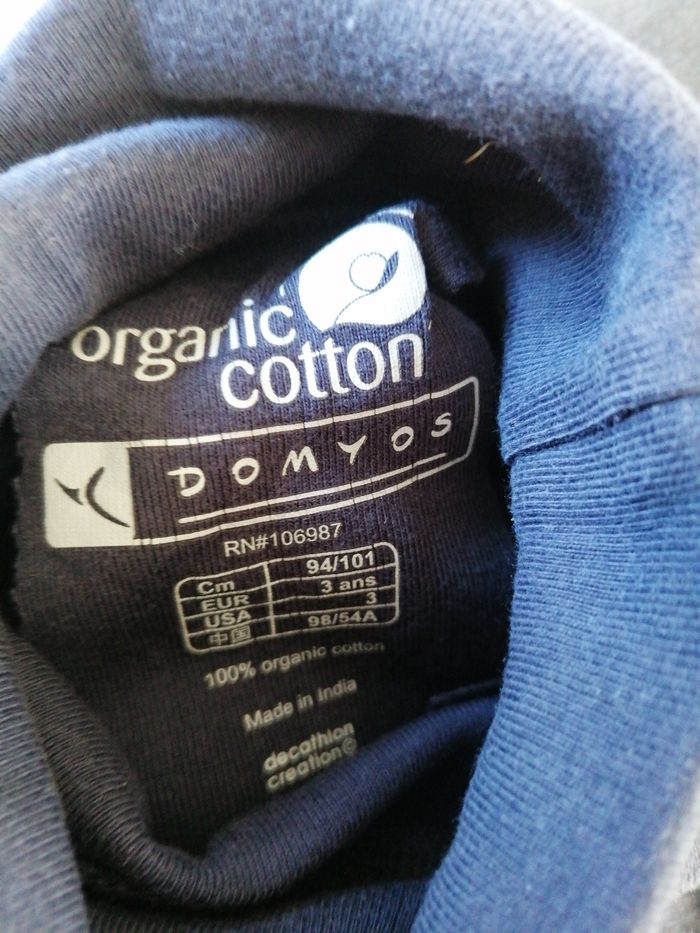 organic
cotton
DOMYOS
RN#106987
Cm 94/101
EUR 3 ans
USA 3
中国 98/54A
100% organic cotton
Made in India
decathlon
creation©